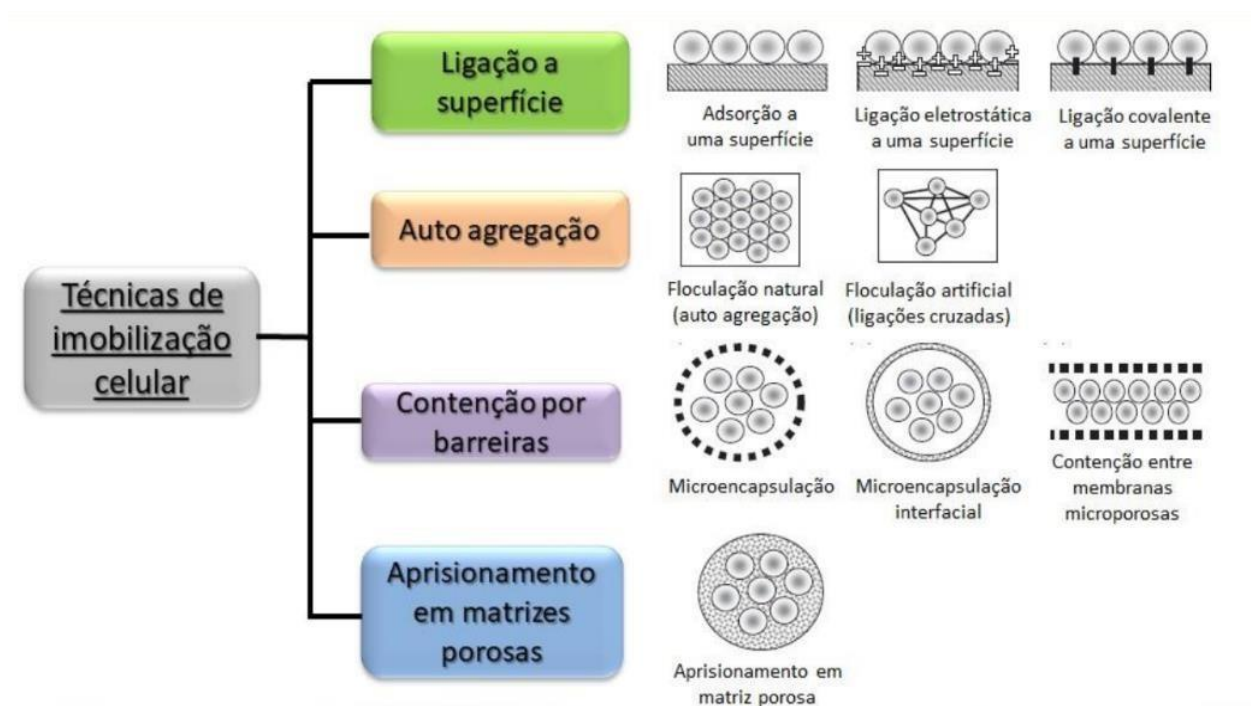 Técnicas de
imobilização
celular
Ligação a
superfície
Adsorção a
uma superfície
Ligação eletrostática
a uma superfície
Ligação covalente
a uma superfície
Auto agregação
Floculação natural
(auto agregação)
Floculação artificial
(ligações cruzadas)
Contenção por
barreiras
Microencapsulação
Microencapsulação
interfacial
Contenção entre
membranas
microporosas
Aprisionamento
em matrizes
porosas
Aprisionamento em
matriz porosa